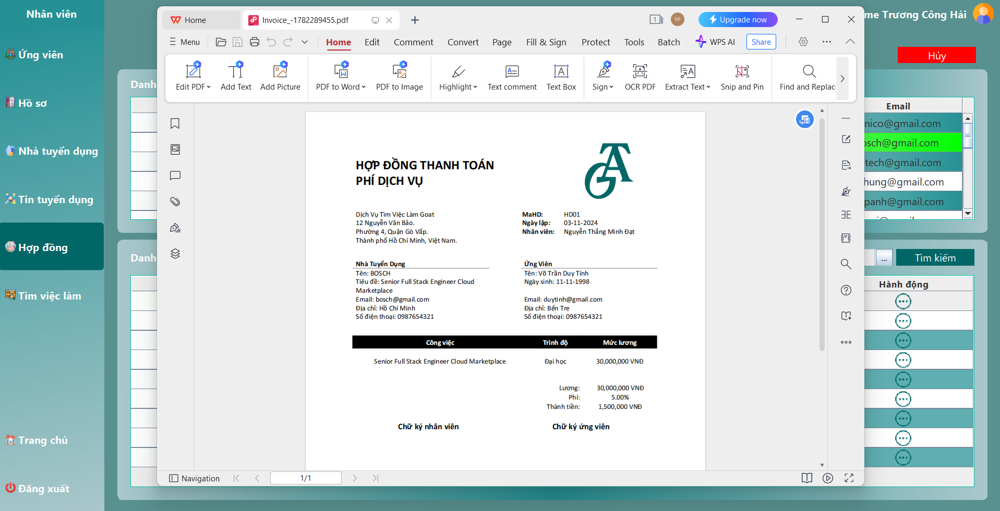 Nhân viên
Ứng viên
Hồ sơ
Nhà tuyển dụng
Tin tuyển dụng
Hợp đồng
Tìm việc làm
Trang chủ
Đăng xuất
me Trương Công Hải
Hủy
Danh
Email
nico@gmail.com
osch@gmail.com
tech@gmail.com
hung@gmail.com
panh@gmail.com
Danh
...
Tìm kiếm
Hành động
Home
Invoice_-1782289455.pdf
1
Mi
Upgrade now
Menu
Home
Edit
Comment
Convert
Page
Fill & Sign
Protect
Tools
Batch
WPS AI
Share
Edit PDF
Add Text
Add Picture
PDF to Word
PDF to Image
Highlight
Text comment
Text Box
Sign
OCR PDF
Extract Text
Snip and Pin
Find and Replac
HỢP ĐỒNG THANH TOÁN
PHÍ DỊCH VỤ
Dịch Vụ Tìm Việc Làm Goat
12 Nguyễn Văn Bảo.
Phường 4, Quận Gò Vấp.
Thành phố Hồ Chí Minh, Việt Nam.
MaHD: HD01
Ngày lập: 03-11-2024
Nhân viên: Nguyễn Thắng Minh Đạt
Nhà Tuyển Dụng
Tên: BOSCH
Tiêu đề: Senior Full Stack Engineer Cloud
Marketplace
Email: bosch@gmail.com
Địa chỉ: Hồ Chí Minh
Số điện thoại: 0987654321
Ứng Viên
Tên: Võ Trần Duy Tính
Ngày sinh: 11-11-1998
Email: duytinh@gmail.com
Địa chỉ: Bến Tre
Số điện thoại: 0987654321
Công việc Trình độ Mức lương
Senior Full Stack Engineer Cloud Marketplace Đại học 30,000,000 VNĐ
Lương: 30,000,000 VNĐ
Phí: 5.00%
Thành tiền: 1,500,000 VNĐ
Chữ ký nhân viên Chữ ký ứng viên
Navigation
1/1